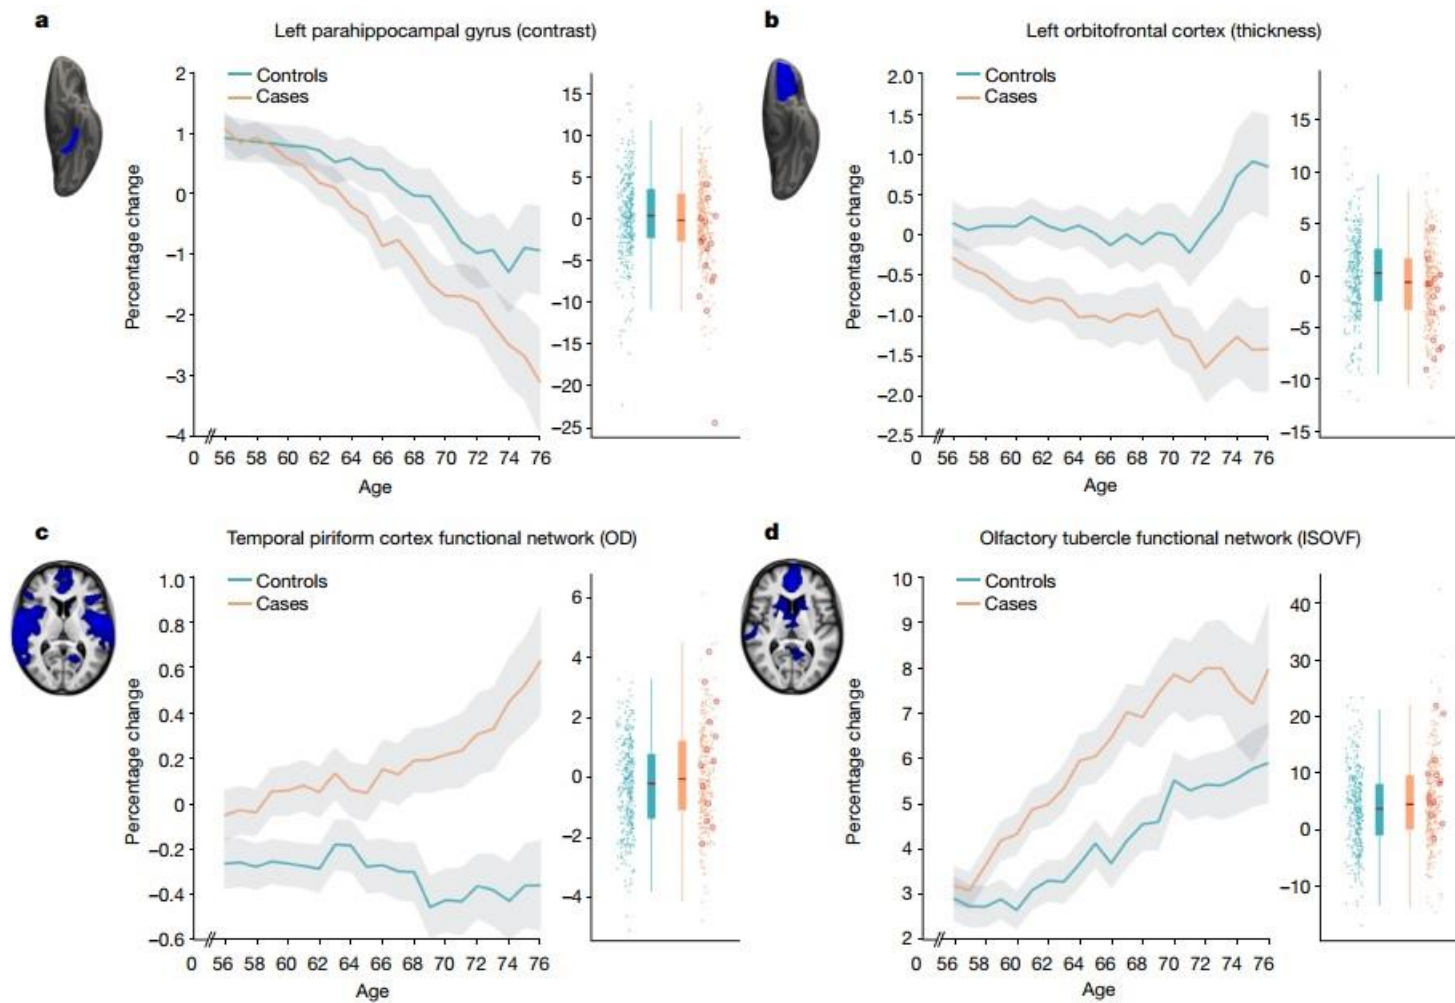 a
Left parahippocampal gyrus (contrast)
Controls
Cases
Percentage change
2
1
0
−1
−2
−3
−4
0 56 58 60 62 64 66 68 70 72 74 76
Age
15
10
5
0
−5
−10
−15
−20
−25
b
Left orbitofrontal cortex (thickness)
Controls
Cases
Percentage change
2.0
1.5
1.0
0.5
0
−0.5
−1.0
−1.5
−2.0
−2.5
0 56 58 60 62 64 66 68 70 72 74 76
Age
15
10
5
0
−5
−10
−15
c
Temporal piriform cortex functional network (OD)
Controls
Cases
Percentage change
1.0
0.8
0.6
0.4
0.2
0
−0.2
−0.4
−0.6
0 56 58 60 62 64 66 68 70 72 74 76
Age
6
4
2
0
−2
−4
d
Olfactory tubercle functional network (ISOVF)
Controls
Cases
Percentage change
10
9
8
7
6
5
4
3
2
0 56 58 60 62 64 66 68 70 72 74 76
Age
40
30
20
10
0
−10